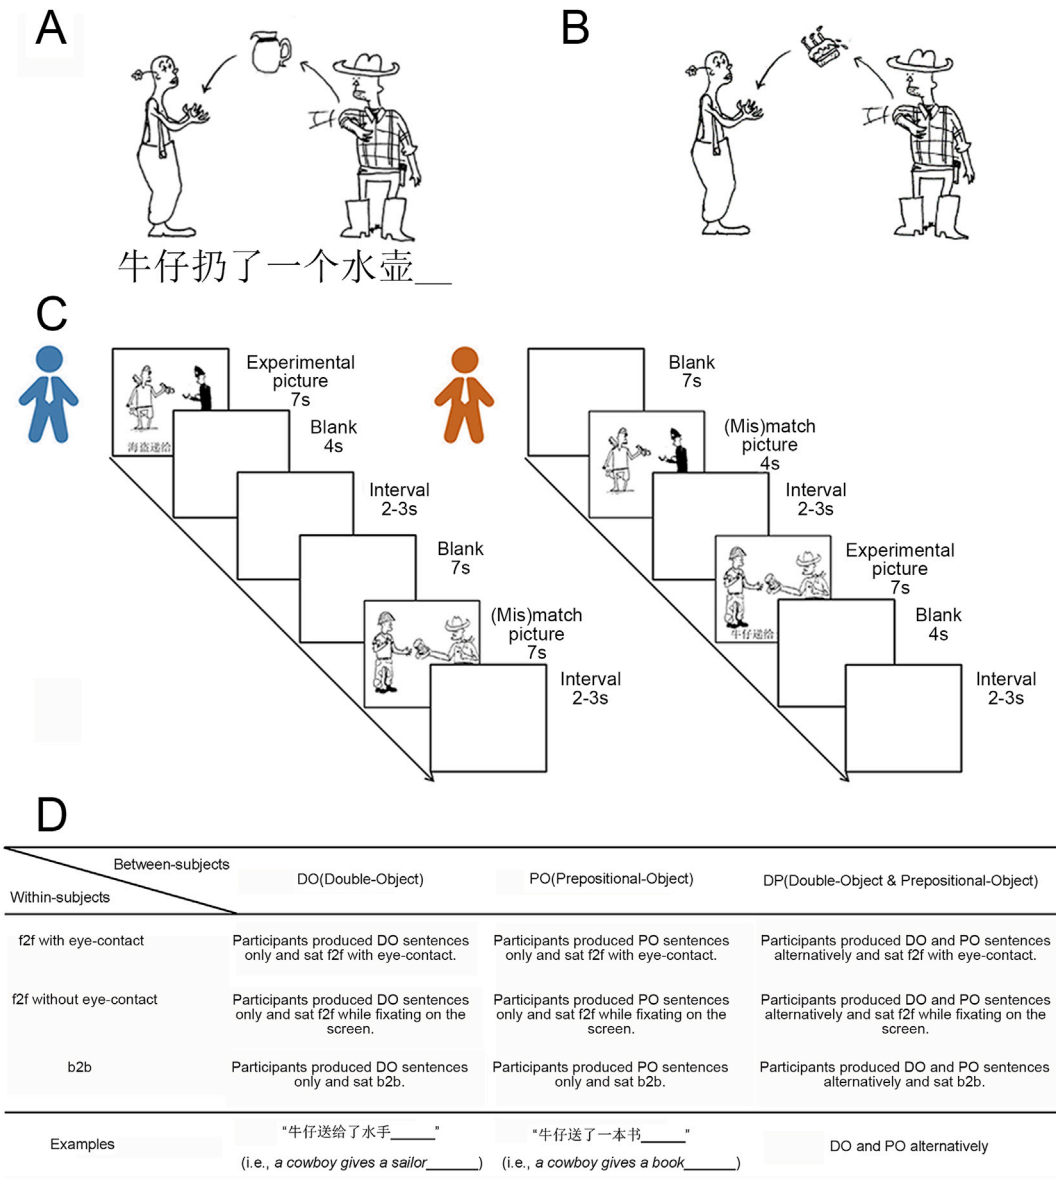 A
B
牛仔扔了一个水壶__
C
Experimental
picture
7s
Blank
4s
Interval
2-3s
Blank
7s
(Mis)match
picture
7s
Interval
2-3s
海盗递给
Blank
7s
(Mis)match
picture
4s
Interval
2-3s
Experimental
picture
7s
Blank
4s
Interval
2-3s
牛仔送给
D
Between-subjects
Within-subjects
DO(Double-Object)
PO(Prepositional-Object)
DP(Double-Object & Prepositional-Object)
f2f with eye-contact
Participants produced DO sentences
only and sat f2f with eye-contact.
Participants produced PO sentences
only and sat f2f with eye-contact.
Participants produced DO and PO sentences
alternatively and sat f2f with eye-contact.
f2f without eye-contact
Participants produced DO sentences
only and sat f2f while fixating on the
screen.
Participants produced PO sentences
only and sat f2f while fixating on the
screen.
Participants produced DO and PO sentences
alternatively and sat f2f while fixating on the
screen.
b2b
Participants produced DO sentences
only and sat b2b.
Participants produced PO sentences
only and sat b2b.
Participants produced DO and PO sentences
alternatively and sat b2b.
Examples
“牛仔送给了水手______”
(i.e., a cowboy gives a sailor_______)
“牛仔送了一本书______”
(i.e., a cowboy gives a book_______)
DO and PO alternatively